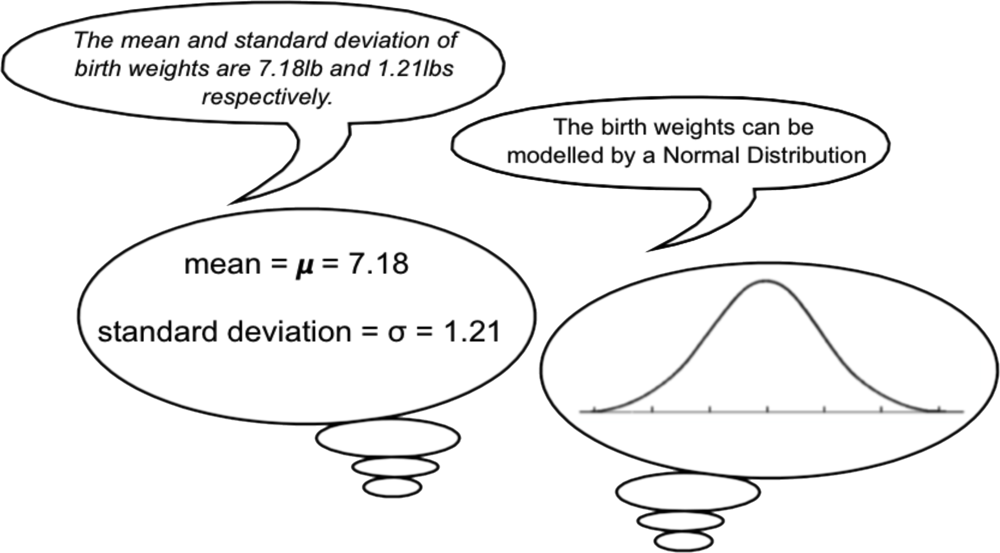 The mean and standard deviation of
birth weights are 7.18lb and 1.21lbs
respectively.
The birth weights can be
modelled by a Normal Distribution
mean = μ = 7.18
standard deviation = σ = 1.21